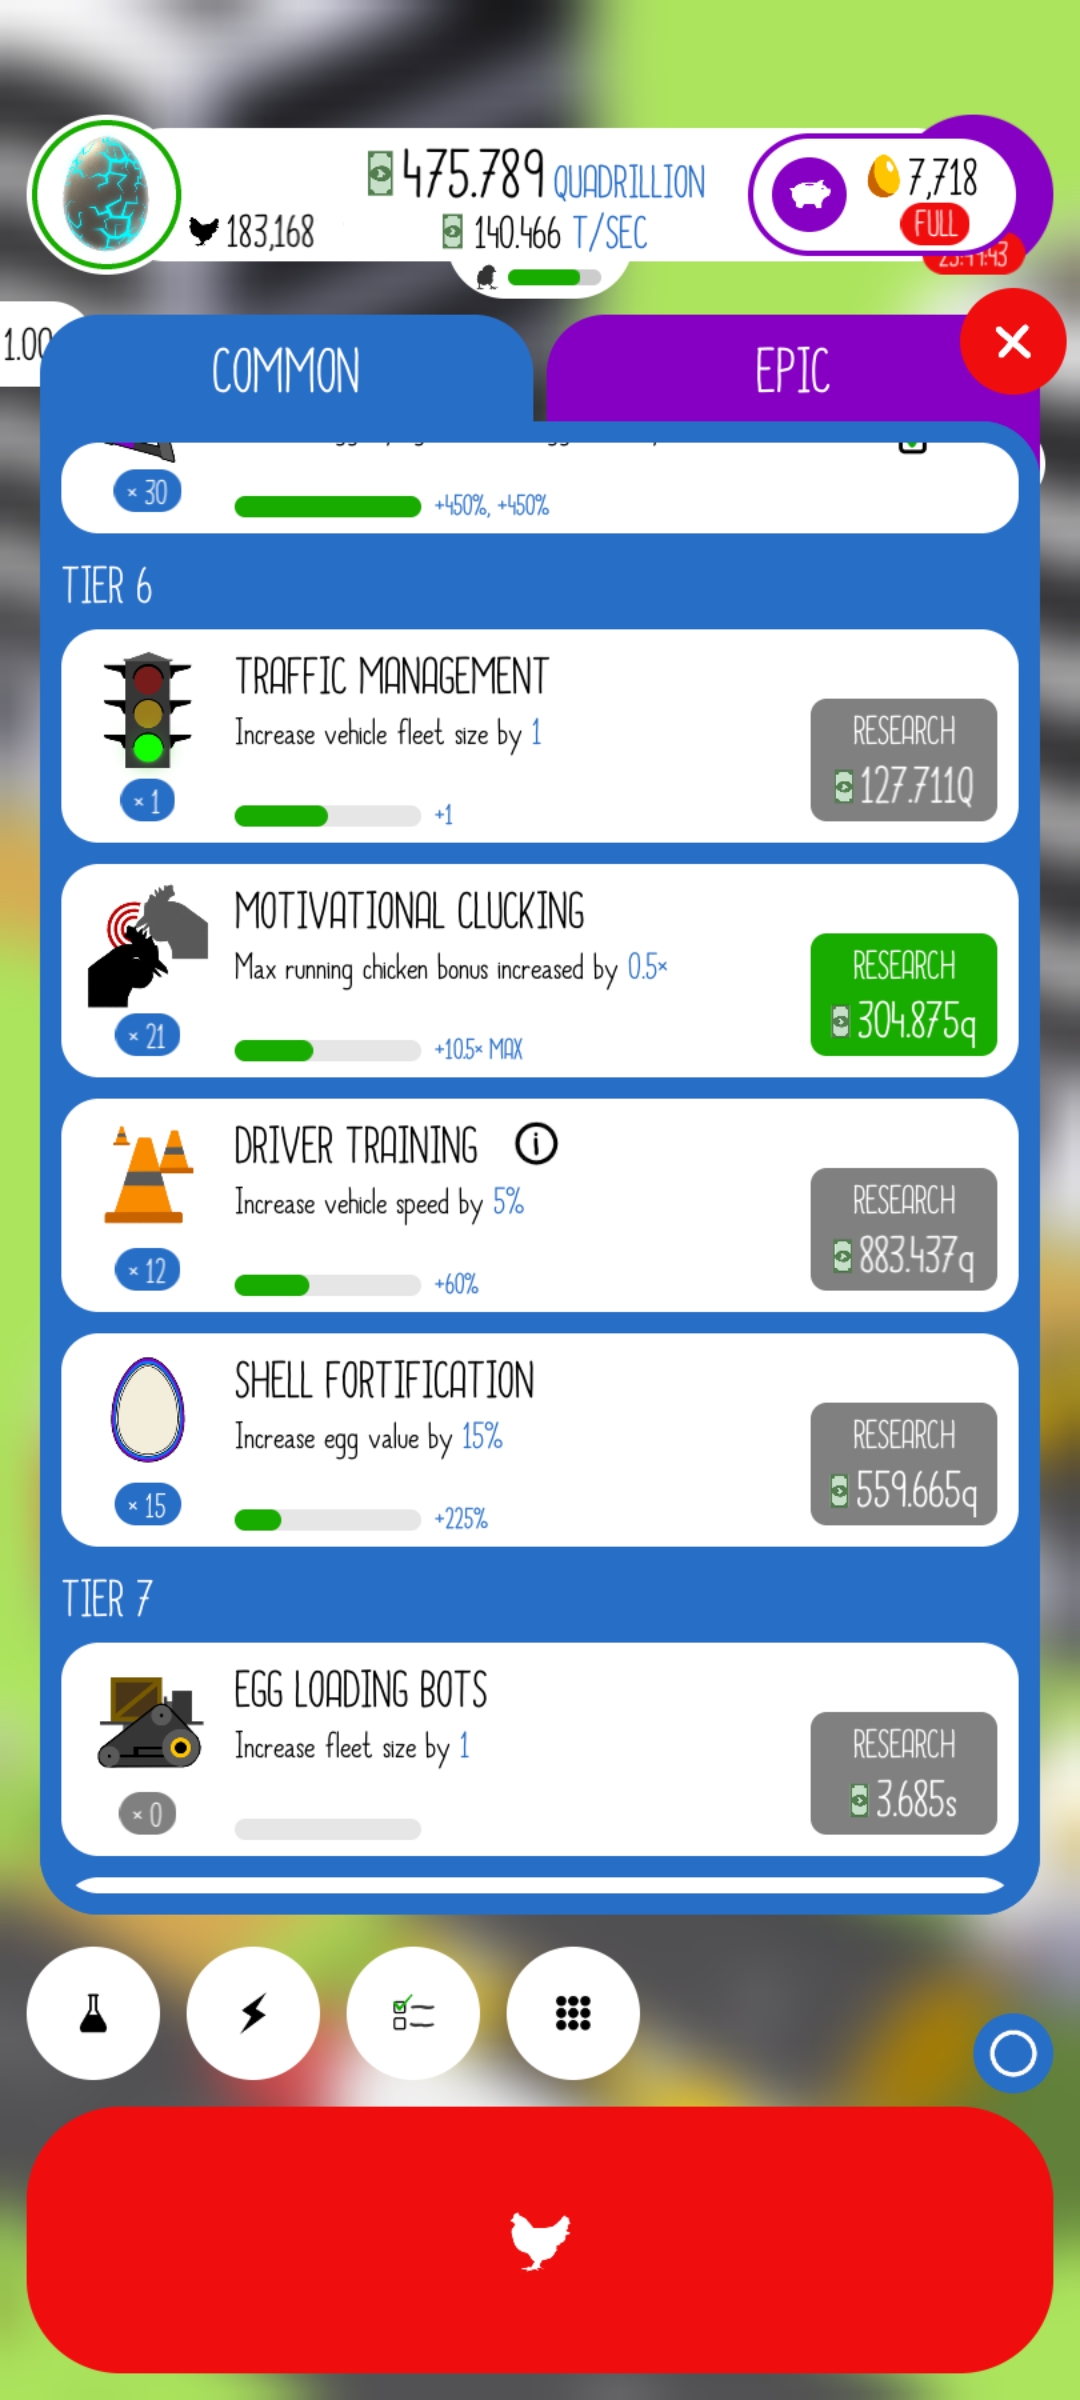 475.789 QUADRILLION
183,168
140.466 T/SEC
7,718
FULL
1.00
COMMON
EPIC
× 30
+450%, +450%
TIER 6
TRAFFIC MANAGEMENT
Increase vehicle fleet size by 1
RESEARCH
127.711Q
× 1
+1
MOTIVATIONAL CLUCKING
Max running chicken bonus increased by 0.5×
RESEARCH
304.875q
× 21
+10.5× MAX
DRIVER TRAINING
Increase vehicle speed by 5%
RESEARCH
883.437q
× 12
+60%
SHELL FORTIFICATION
Increase egg value by 15%
RESEARCH
559.665q
× 15
+225%
TIER 7
EGG LOADING BOTS
Increase fleet size by 1
RESEARCH
3.685s
× 0